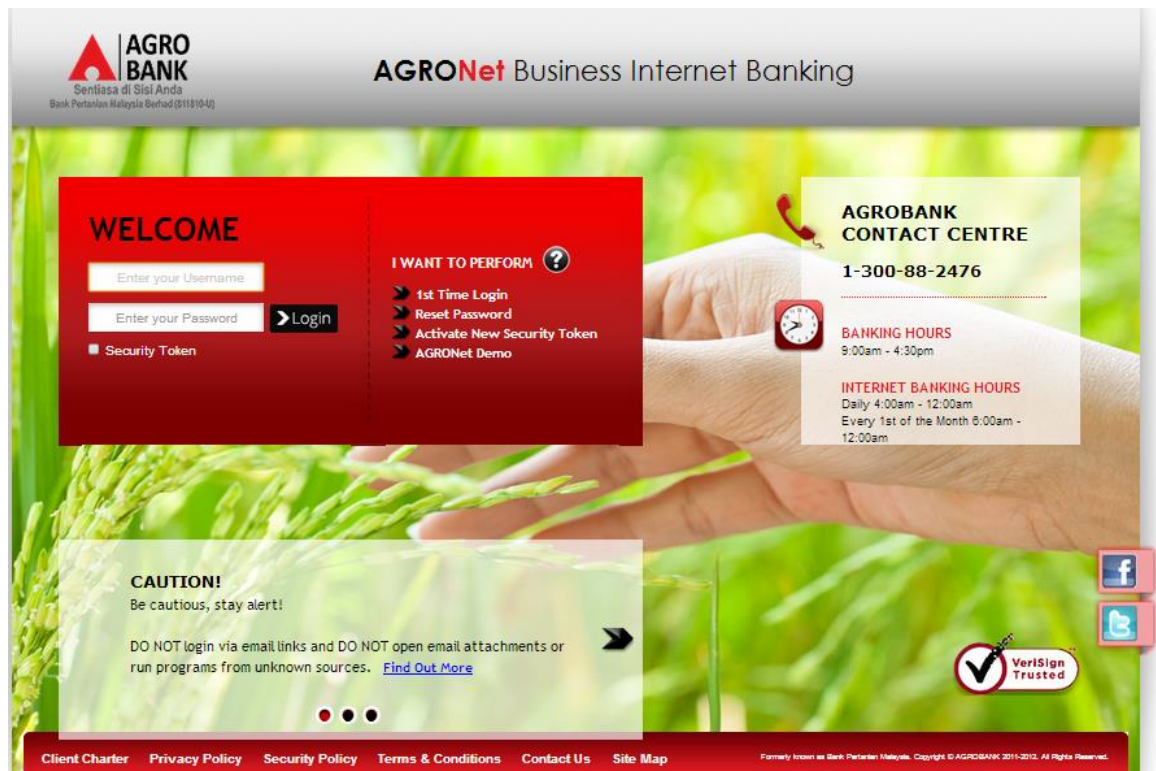 AGRO
BANK
Sentiasa di Sisi Anda
Bank Pertanian Malaysia Berhad (811810-U)
AGRONet Business Internet Banking
WELCOME
Enter your Username
Enter your Password
Login
Security Token
I WANT TO PERFORM ?
1st Time Login
Reset Password
Activate New Security Token
AGRONet Demo
AGROBANK
CONTACT CENTRE
1-300-88-2476
BANKING HOURS
9:00am - 4:30pm
INTERNET BANKING HOURS
Daily 4:00am - 12:00am
Every 1st of the Month 6:00am -
12:00am
CAUTION!
Be cautious, stay alert!
DO NOT login via email links and DO NOT open email attachments or
run programs from unknown sources. Find Out More
f
t
VeriSign
Trusted
Client Charter Privacy Policy Security Policy Terms & Conditions Contact Us Site Map
Formerly known as Bank Pertanian Malaysia. Copyright © AGROBANK 2011-2012. All Rights Reserved.